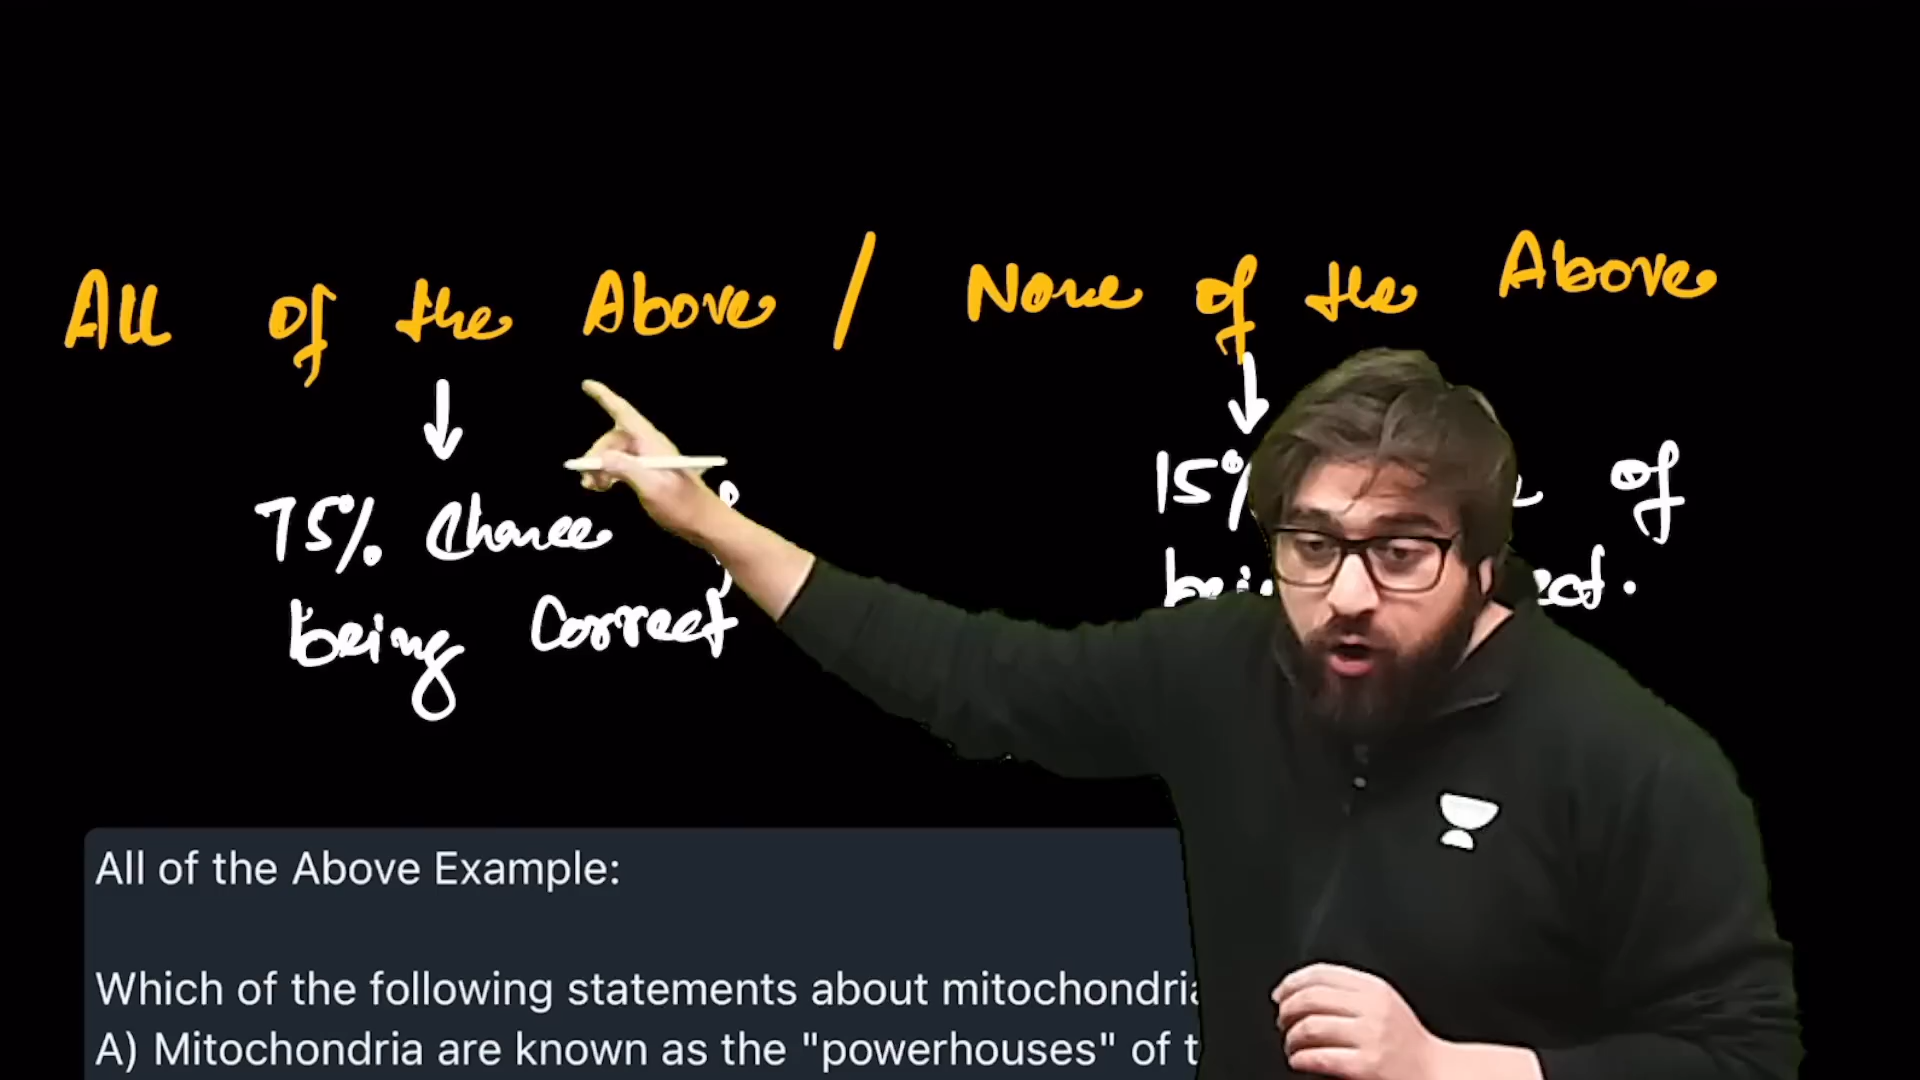 All of the Above / None of the Above
75% Chance
being Correct
15% of
All of the Above Example:
Which of the following statements about mitochondria
A) Mitochondria are known as the "powerhouses" of